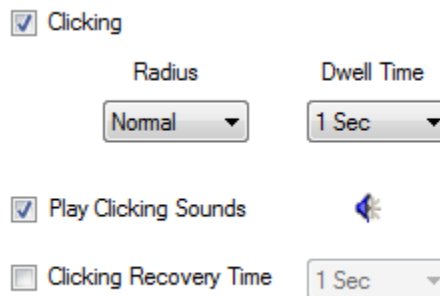 Clicking
Radius Dwell Time
Normal 1 Sec
Play Clicking Sounds
Clicking Recovery Time 1 Sec